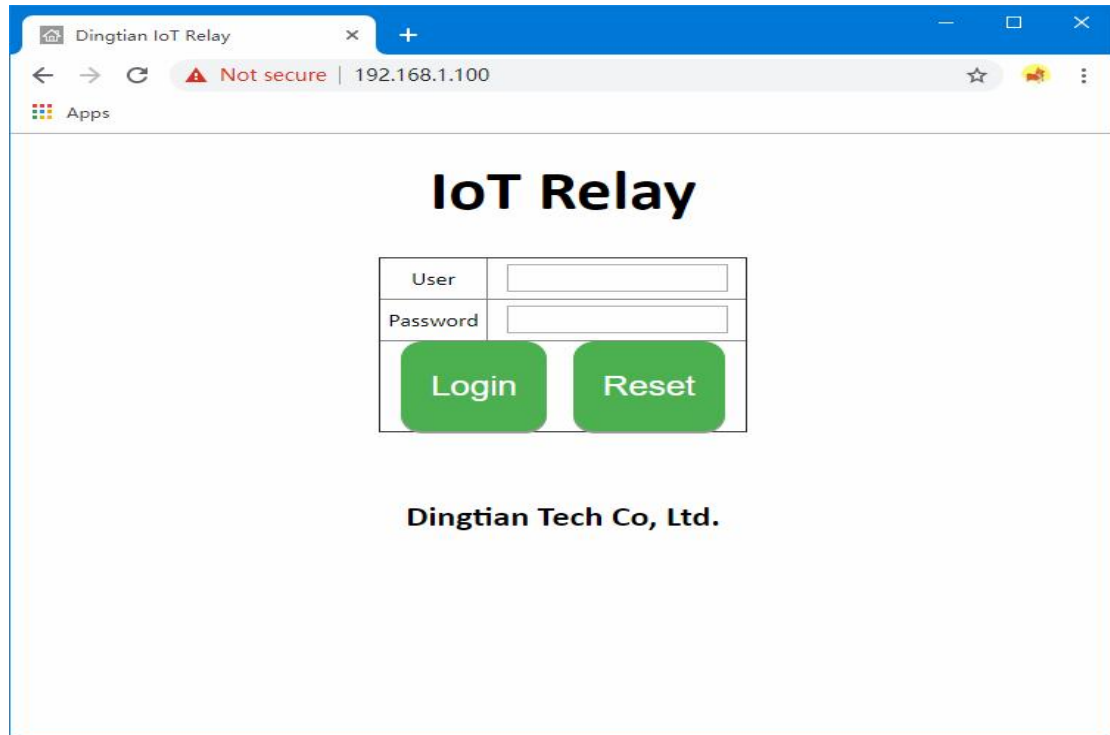 Dingtian IoT Relay
Not secure | 192.168.1.100
Apps
IoT Relay
User
Password
Login Reset
Dingtian Tech Co, Ltd.